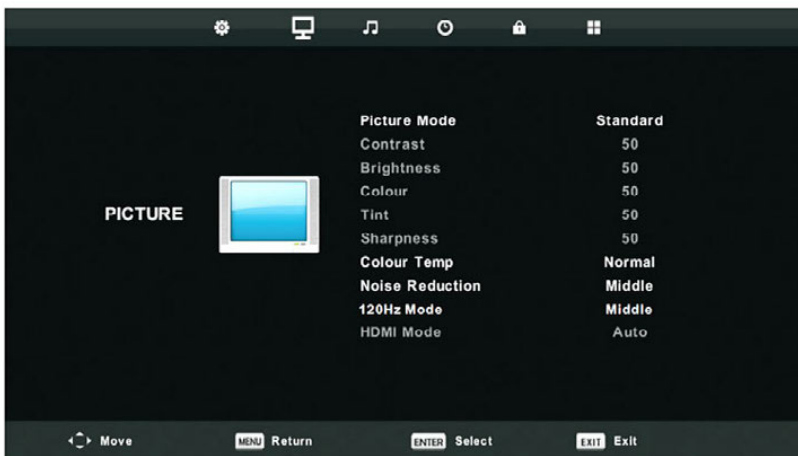 Picture Mode Standard
Contrast 50
Brightness 50
Colour 50
PICTURE
Tint 50
Sharpness 50
Colour Temp Normal
Noise Reduction Middle
120Hz Mode Middle
HDMI Mode Auto
Move MENU Return ENTER Select EXIT Exit